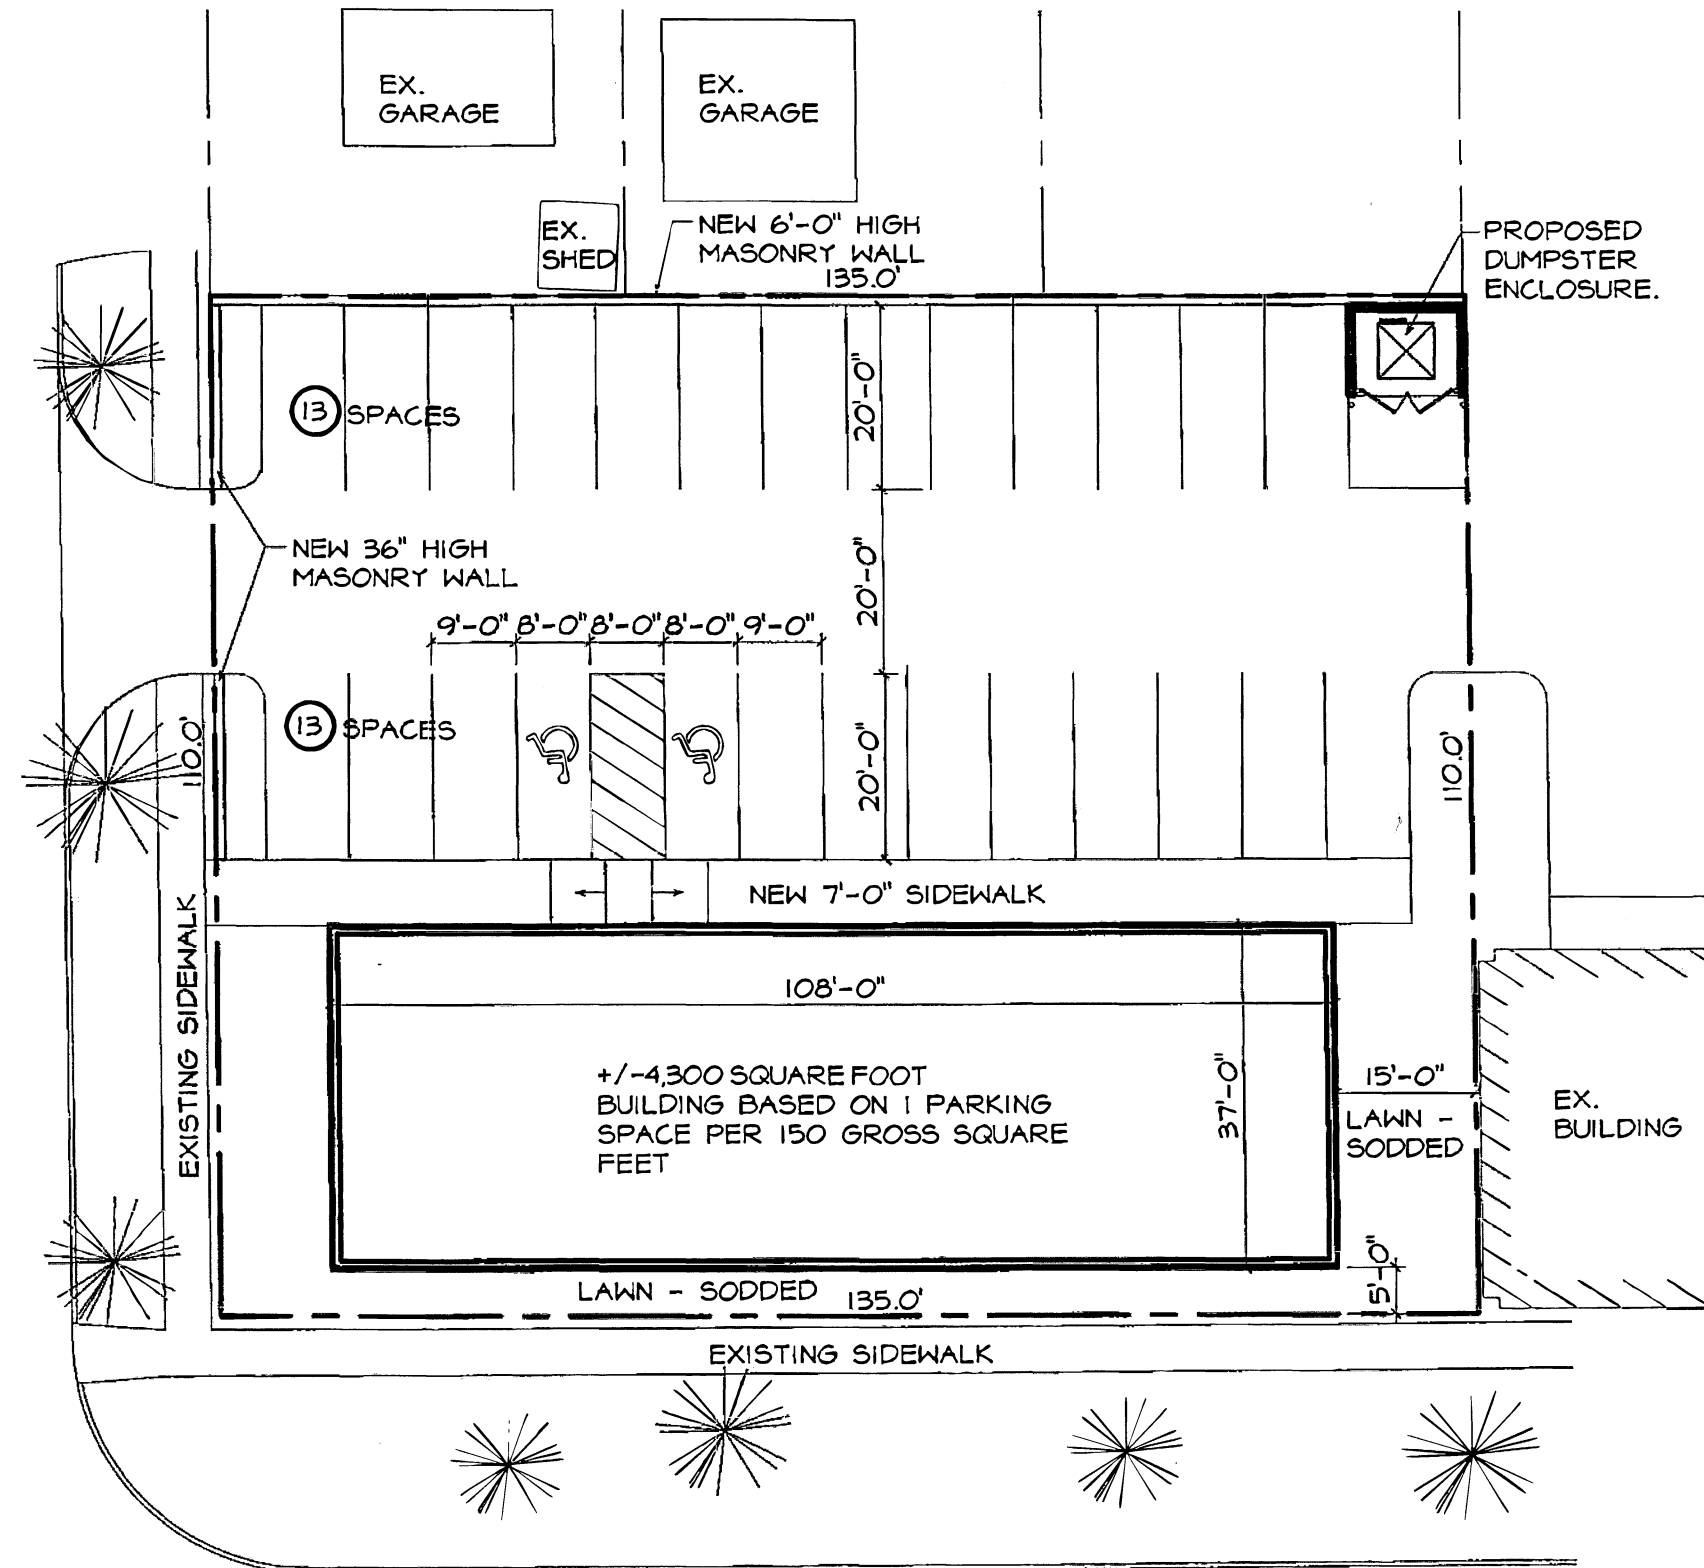 EX.
GARAGE
EX.
GARAGE
EX.
SHED
NEW 6'-0" HIGH
MASONRY WALL
135.0'
PROPOSED
DUMPSTER
ENCLOSURE.
13 SPACES
20'-0"
NEW 36" HIGH
MASONRY WALL
20'-0"
9'-0" 8'-0" 8'-0" 8'-0" 9'-0"
13 SPACES
110.0'
20'-0"
110.0'
NEW 7'-0" SIDEWALK
EXISTING SIDEWALK
108'-0"
+/-4,300 SQUARE FOOT
BUILDING BASED ON 1 PARKING
SPACE PER 150 GROSS SQUARE
FEET
37'-0"
15'-0"
LAWN -
SODDED
EX.
BUILDING
5'-0"
LAWN - SODDED
135.0'
EXISTING SIDEWALK